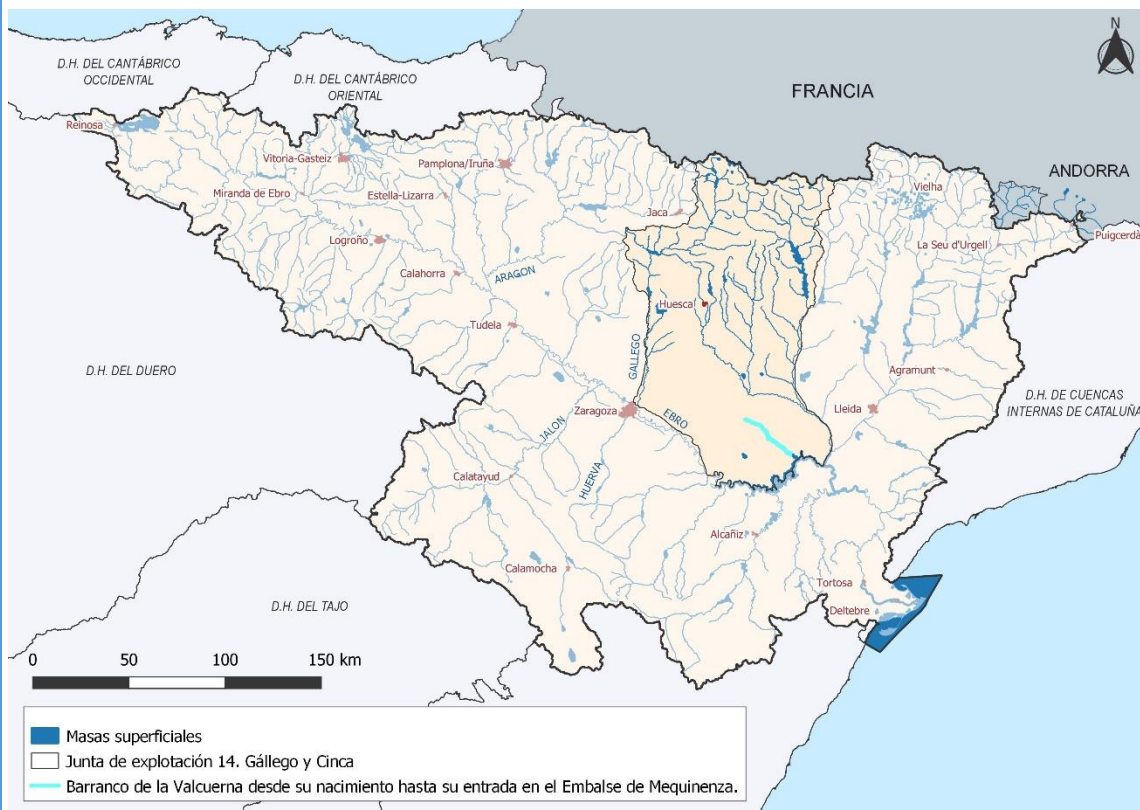 N
D.H. DEL CANTÁBRICO
OCCIDENTAL
D.H. DEL CANTÁBRICO
ORIENTAL
FRANCIA
ANDORRA
Reinosa
Vitoria-Gasteiz
Pamplona/Iruña
Vielha
Miranda de Ebro
Estella-Lizarra
Jaca
La Seu d'Urgell
Puigcerdà
Logroño
Calahorra
ARAGON
Huesca
Tudela
GALLEGO
D.H. DEL DUERO
Agramunt
D.H. DE CUENCAS
INTERNAS DE CATALUÑA
Zaragoza
EBRO
Lleida
JALON
HUERVA
Calatayud
Alcañiz
Calamocha
Tortosa
Deltebre
D.H. DEL TAJO
0 50 100 150 km
Masas superficiales
Junta de explotación 14. Gállego y Cinca
Barranco de la Valcuerna desde su nacimiento hasta su entrada en el Embalse de Mequinenza.